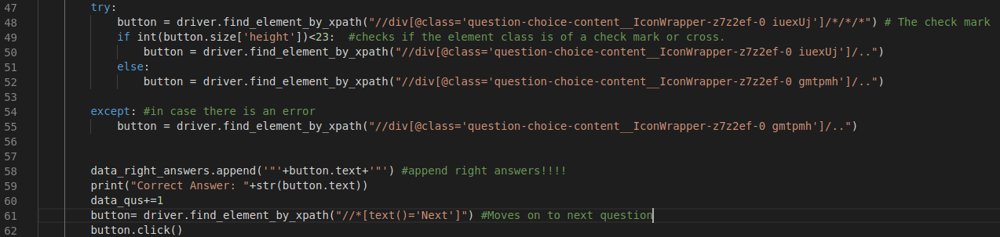 47 try:
48 button = driver.find_element_by_xpath("//div[@class='question-choice-content__IconWrapper-z7z2ef-0 iuexUj']/*/*/*") # The check mark
49 if int(button.size['height'])<23: #checks if the element class is of a check mark or cross.
50 button = driver.find_element_by_xpath("//div[@class='question-choice-content__IconWrapper-z7z2ef-0 iuexUj']/..")
51 else:
52 button = driver.find_element_by_xpath("//div[@class='question-choice-content__IconWrapper-z7z2ef-0 gmtpmh']/..")
53
54 except: #in case there is an error
55 button = driver.find_element_by_xpath("//div[@class='question-choice-content__IconWrapper-z7z2ef-0 gmtpmh']/..")
56
57
58 data_right_answers.append('"'+button.text+'"') #append right answers!!!!
59 print("Correct Answer: "+str(button.text))
60 data_qus+=1
61 button= driver.find_element_by_xpath("//*[text()='Next']") #Moves on to next question
62 button.click()